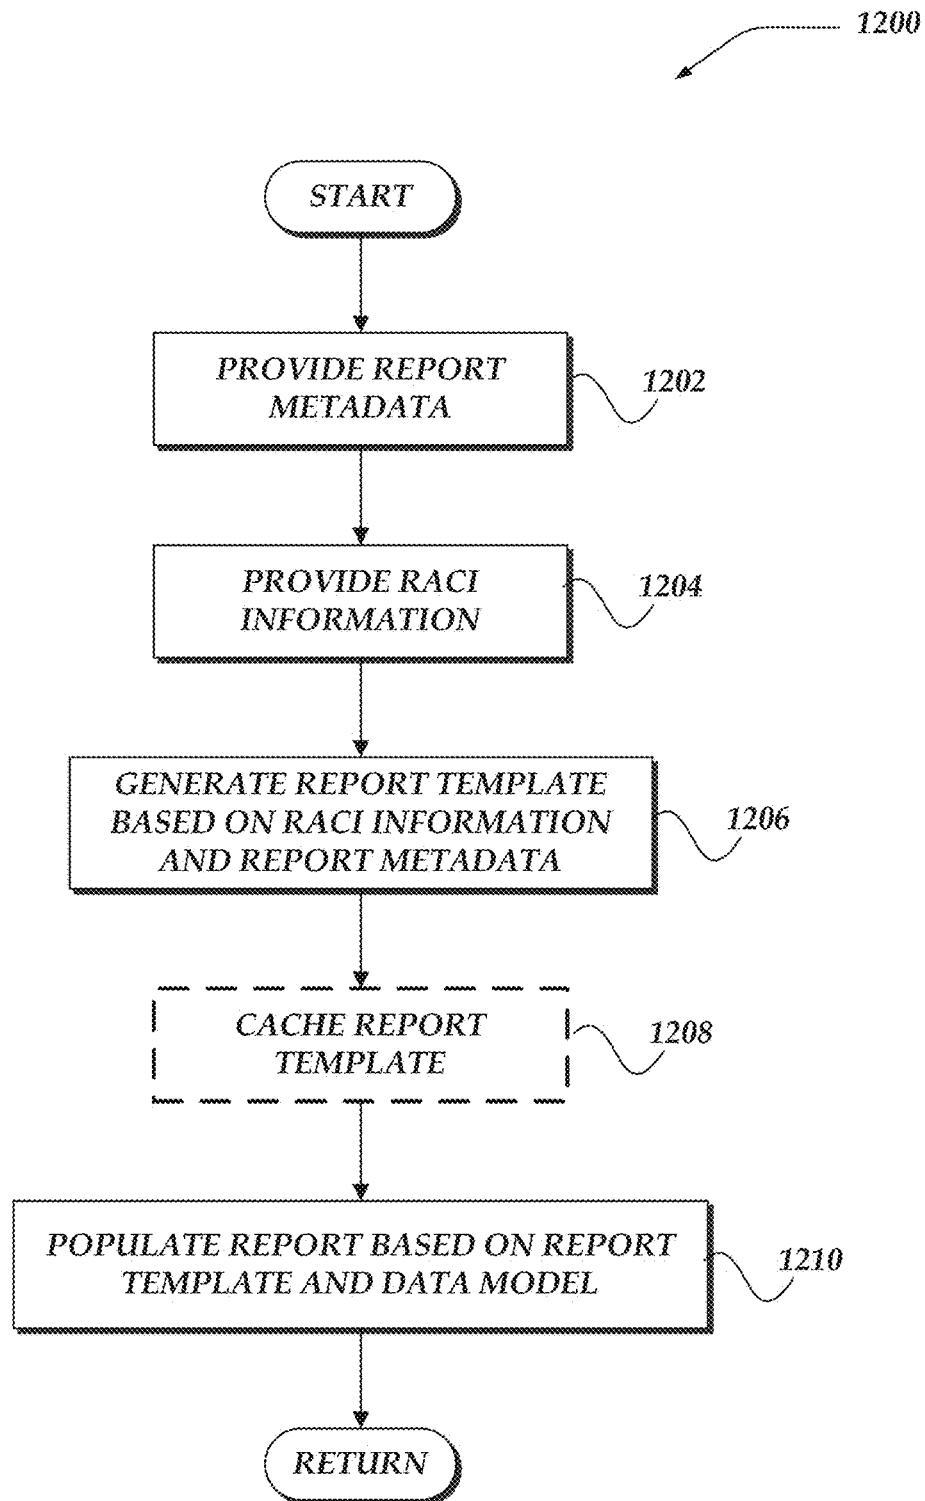 1200
START
PROVIDE REPORT
METADATA
1202
PROVIDE RACI
INFORMATION
1204
GENERATE REPORT TEMPLATE
BASED ON RACI INFORMATION
AND REPORT METADATA
1206
CACHE REPORT
TEMPLATE
1208
POPULATE REPORT BASED ON REPORT
TEMPLATE AND DATA MODEL
1210
RETURN